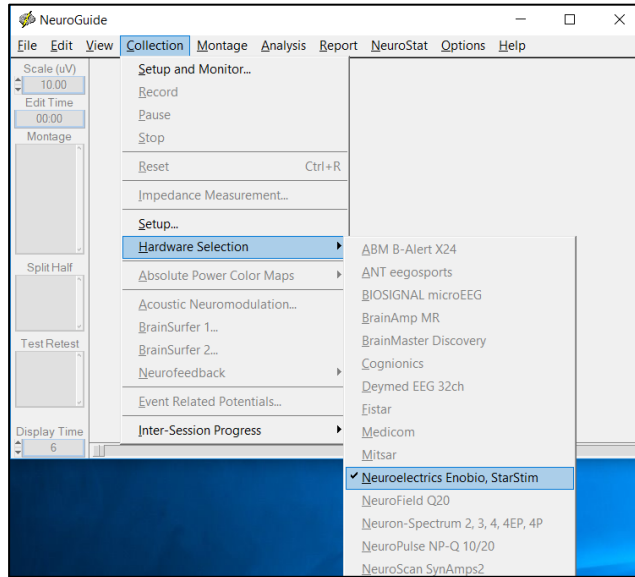 NeuroGuide
File Edit View Collection Montage Analysis Report NeuroStat Options Help
Scale (uV)
10.00
Edit Time
00:00
Montage
Split Half
Test Retest
Display Time
6
Setup and Monitor...
Record
Pause
Stop
Reset Ctrl+R
Impedance Measurement...
Setup...
Hardware Selection
Absolute Power Color Maps
Acoustic Neuromodulation...
BrainSurfer 1...
BrainSurfer 2...
Neurofeedback
Event Related Potentials...
Inter-Session Progress
ABM B-Alert X24
ANT eegosports
BIOSIGNAL microEEG
BrainAmp MR
BrainMaster Discovery
Cognionics
Deymed EEG 32ch
Fistar
Medicom
Mitsar
Neuroelectrics Enobio, StarStim
NeuroField Q20
Neuron-Spectrum 2, 3, 4, 4EP, 4P
NeuroPulse NP-Q 10/20
NeuroScan SynAmps2